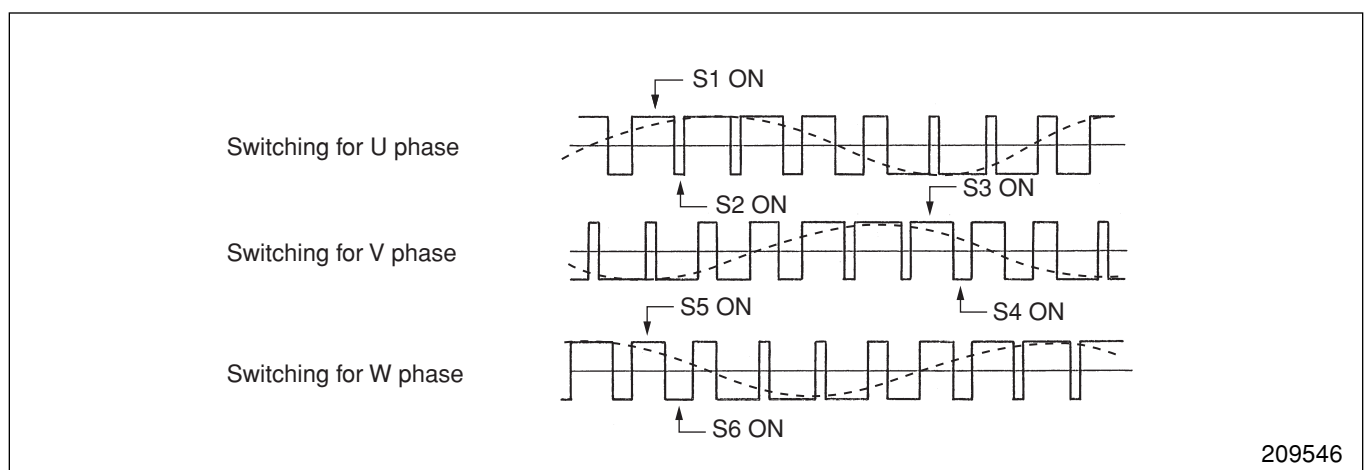 S1 ON
Switching for U phase
S3 ON
S2 ON
Switching for V phase
S5 ON
S4 ON
Switching for W phase
S6 ON
209546